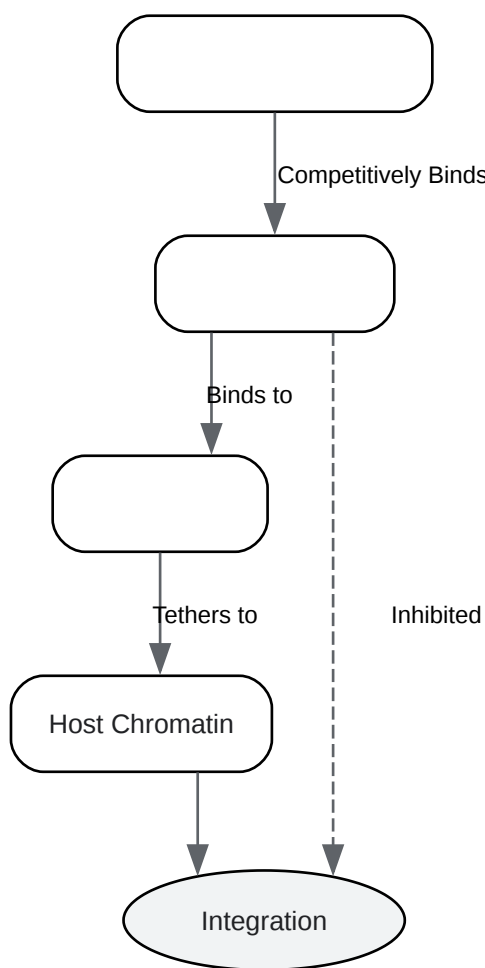 Competitively Binds
Binds to
Tethers to
Inhibited
Host Chromatin
Integration